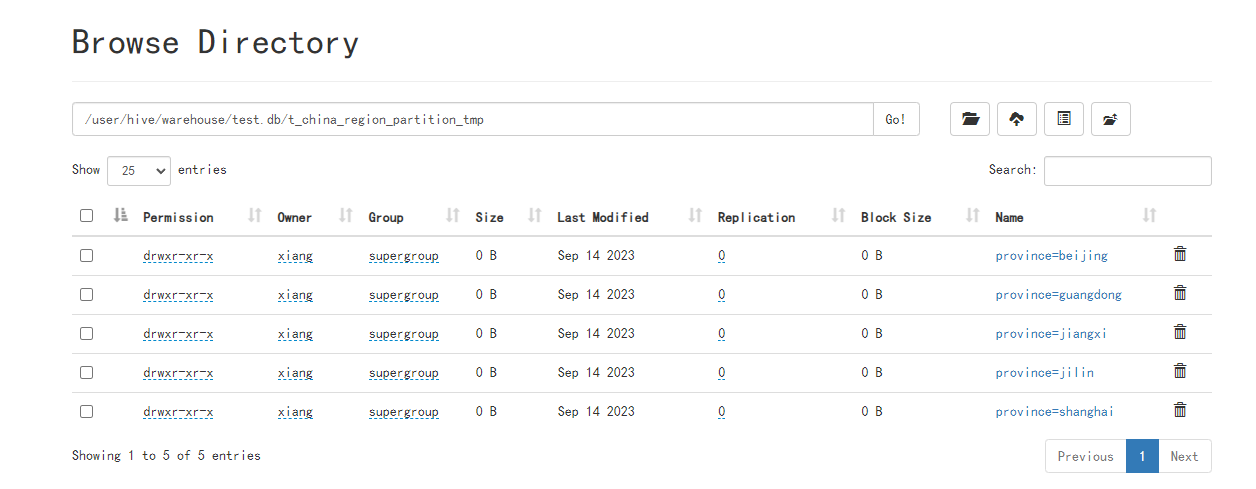 Browse Directory
/user/hive/warehouse/test.db/t_china_region_partition_tmp Go!
Show 25 entries Search:
Permission Owner Group Size Last Modified Replication Block Size Name
drwxr-xr-x xiang supergroup 0 B Sep 14 2023 0 0 B province=beijing
drwxr-xr-x xiang supergroup 0 B Sep 14 2023 0 0 B province=guangdong
drwxr-xr-x xiang supergroup 0 B Sep 14 2023 0 0 B province=jiangxi
drwxr-xr-x xiang supergroup 0 B Sep 14 2023 0 0 B province=jilin
drwxr-xr-x xiang supergroup 0 B Sep 14 2023 0 0 B province=shanghai
Showing 1 to 5 of 5 entries Previous 1 Next